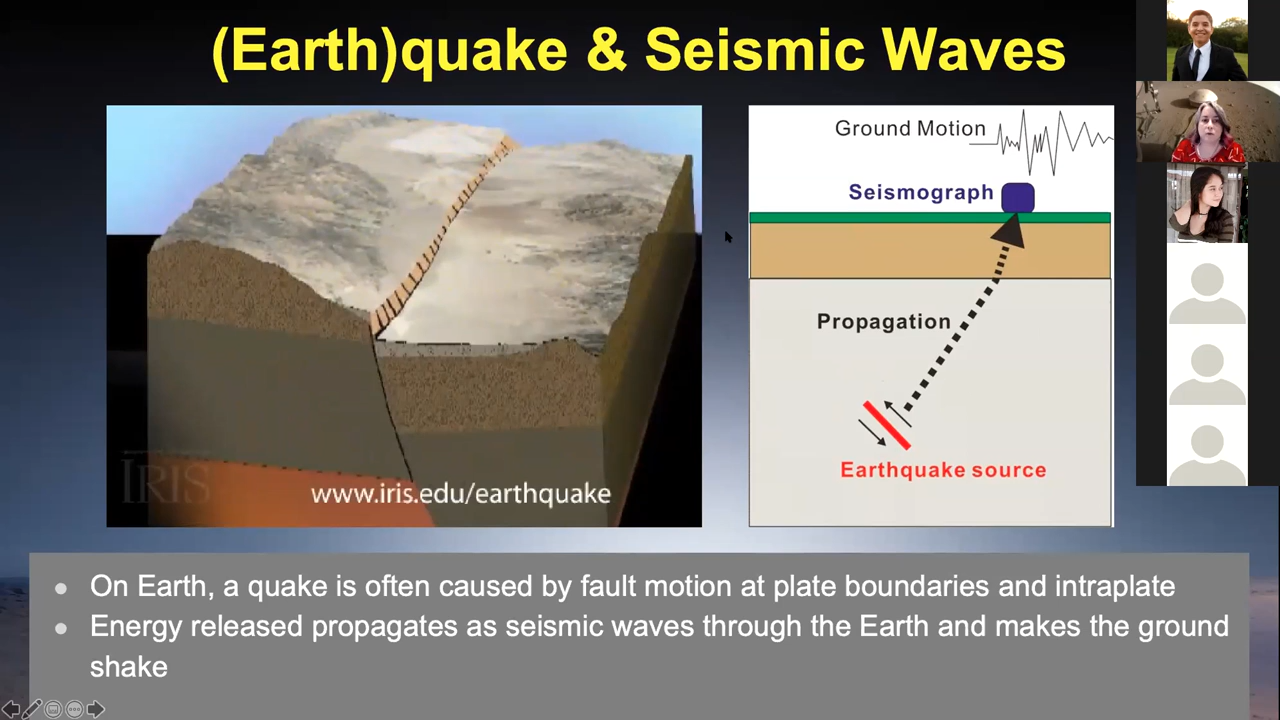 (Earth)quake & Seismic Waves
IRIS
www.iris.edu/earthquake
Ground Motion
Seismograph
Propagation
Earthquake source
● On Earth, a quake is often caused by fault motion at plate boundaries and intraplate
● Energy released propagates as seismic waves through the Earth and makes the ground
shake